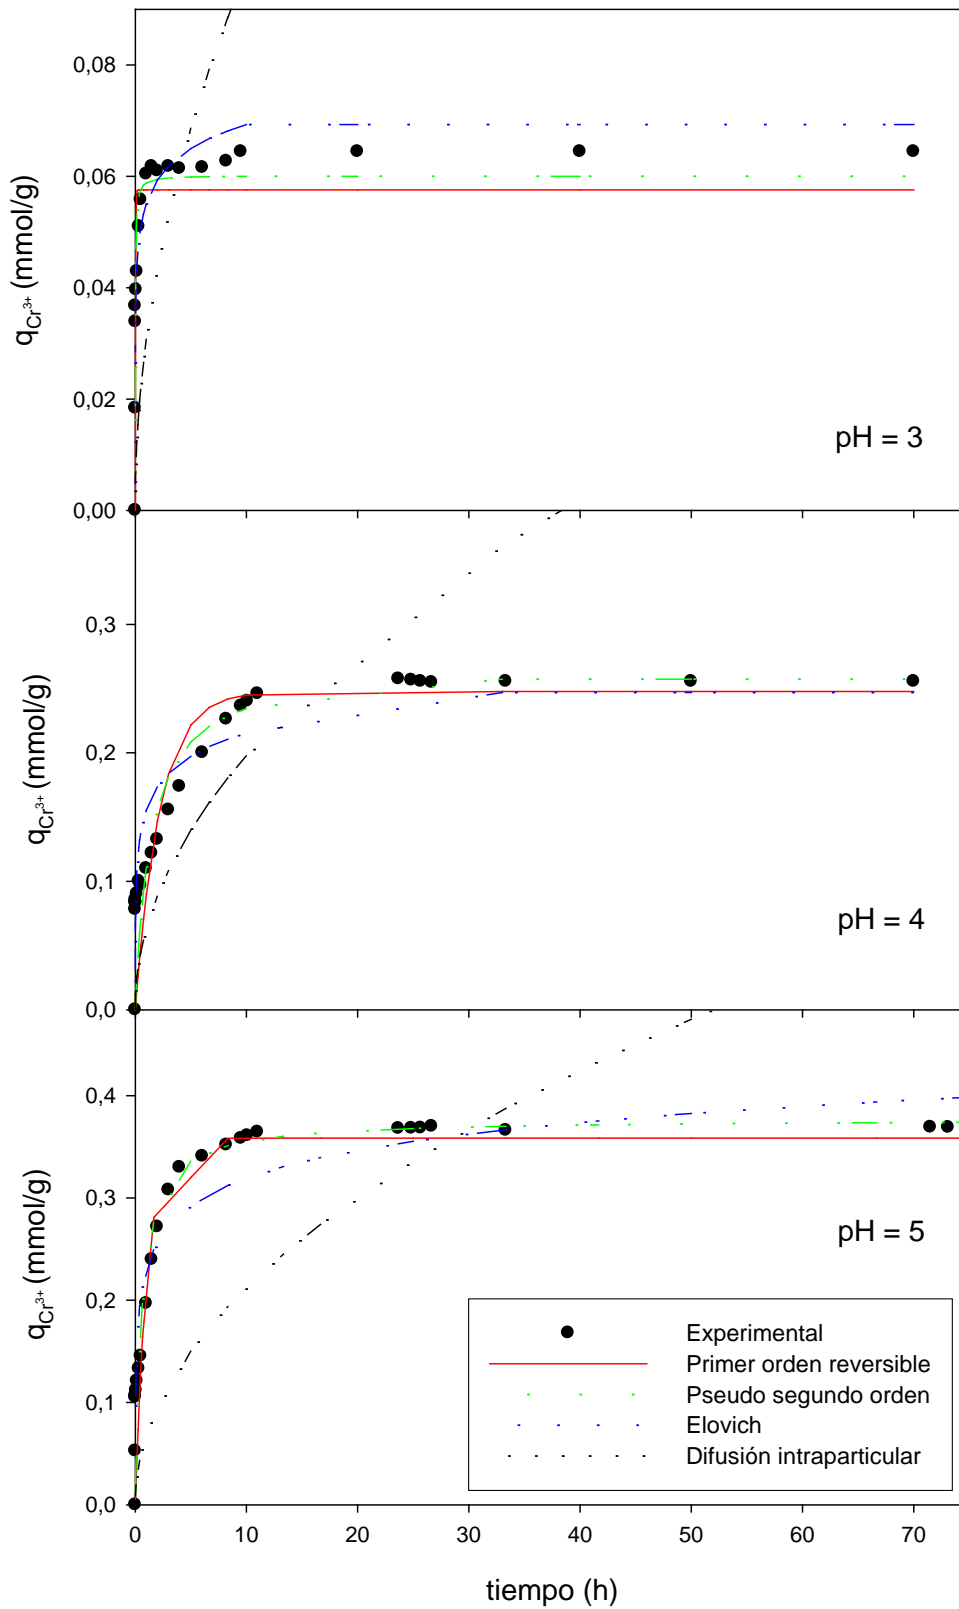 0,08
0,06
0,04
0,02
0,00
qCr³⁺ (mmol/g)
pH = 3
0,3
0,2
0,1
0,0
qCr³⁺ (mmol/g)
pH = 4
0,4
0,3
0,2
0,1
0,0
qCr³⁺ (mmol/g)
pH = 5
Experimental
Primer orden reversible
Pseudo segundo orden
Elovich
Difusión intraparticular
0 10 20 30 40 50 60 70
tiempo (h)